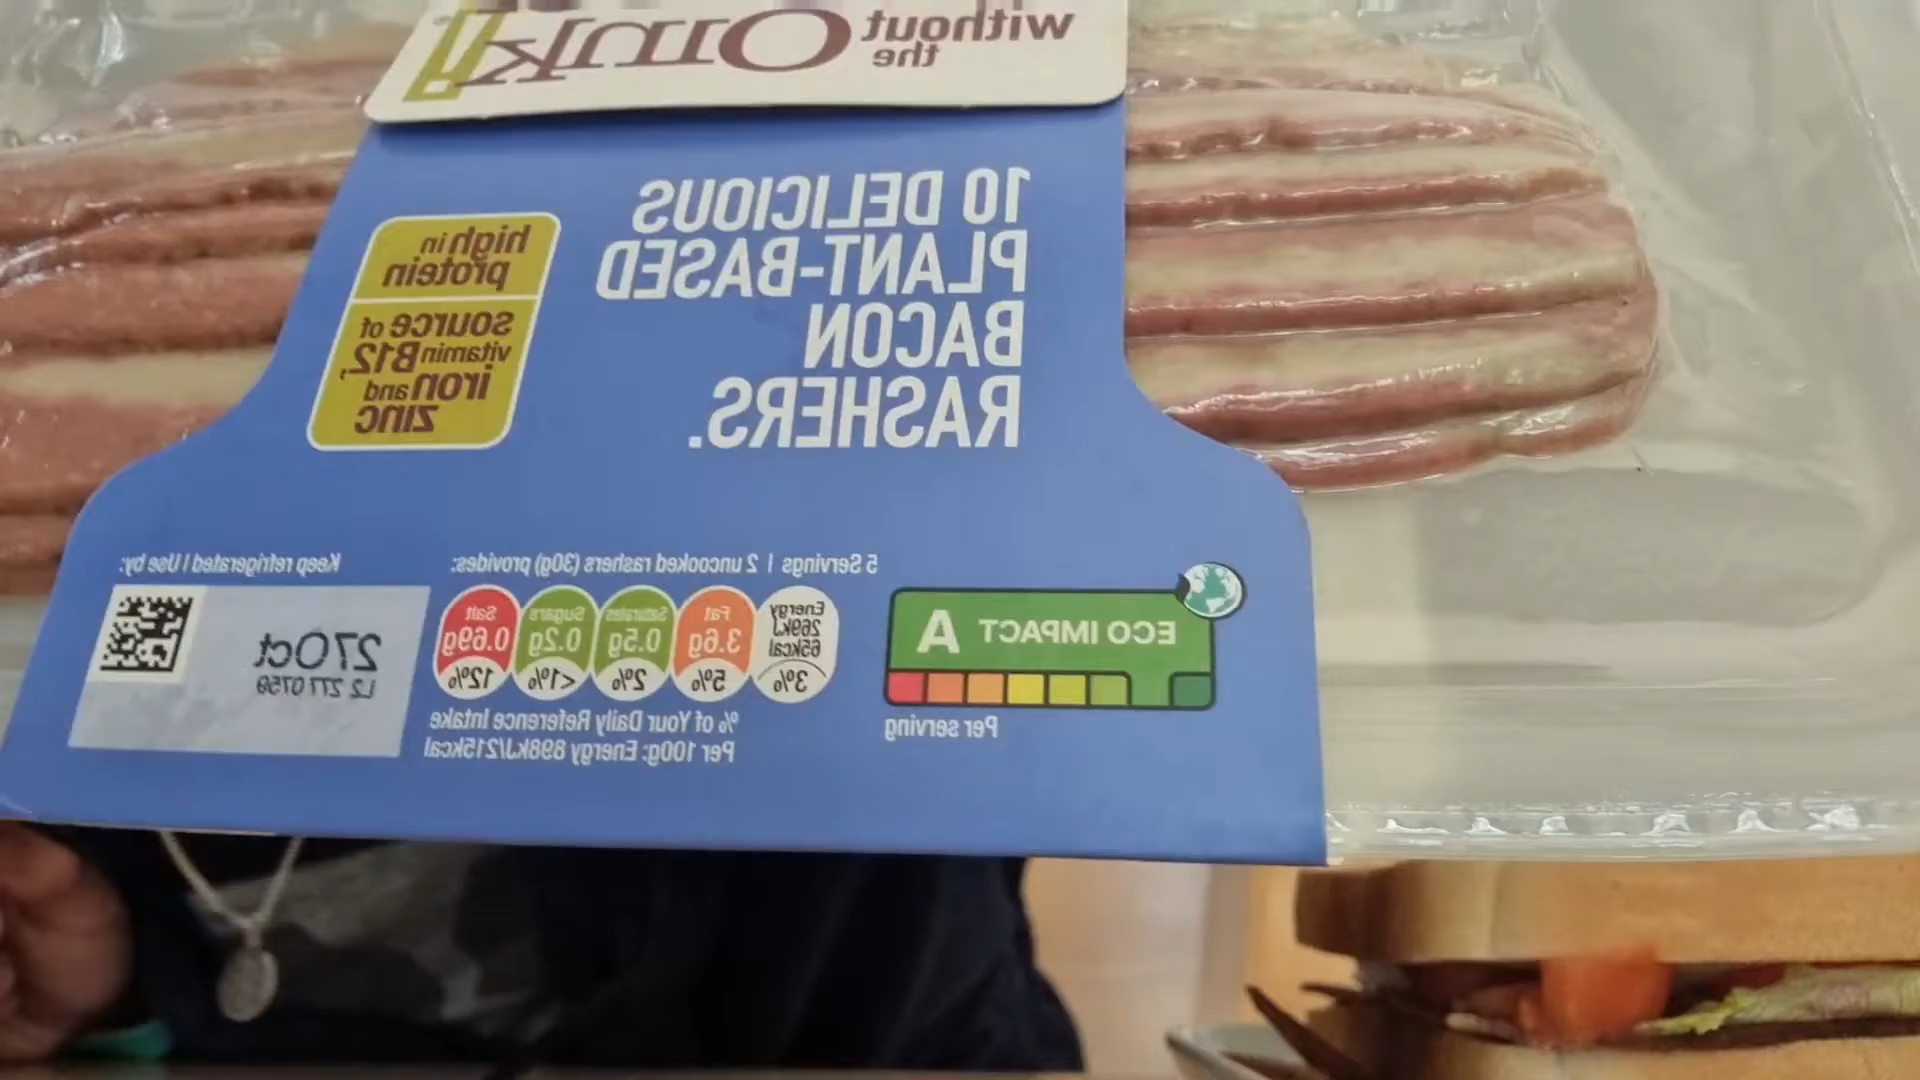 without
the
Oink!
10 DELICIOUS
PLANT-BASED
BACON
RASHERS.
high in
protein
source of
vitamin B12,
iron and
zinc
5 Servings | 2 uncooked rashers (30g) provides:
Keep refrigerated | Use by:
ECO IMPACT A
Per serving
Energy
269kJ
65kcal
3%
Fat
3.6g
5%
Saturates
0.5g
2%
Sugars
0.2g
<1%
Salt
0.69g
12%
% of Your Daily Reference Intake
Per 100g: Energy 898kJ/215kcal
27Oct
L2 277 0759